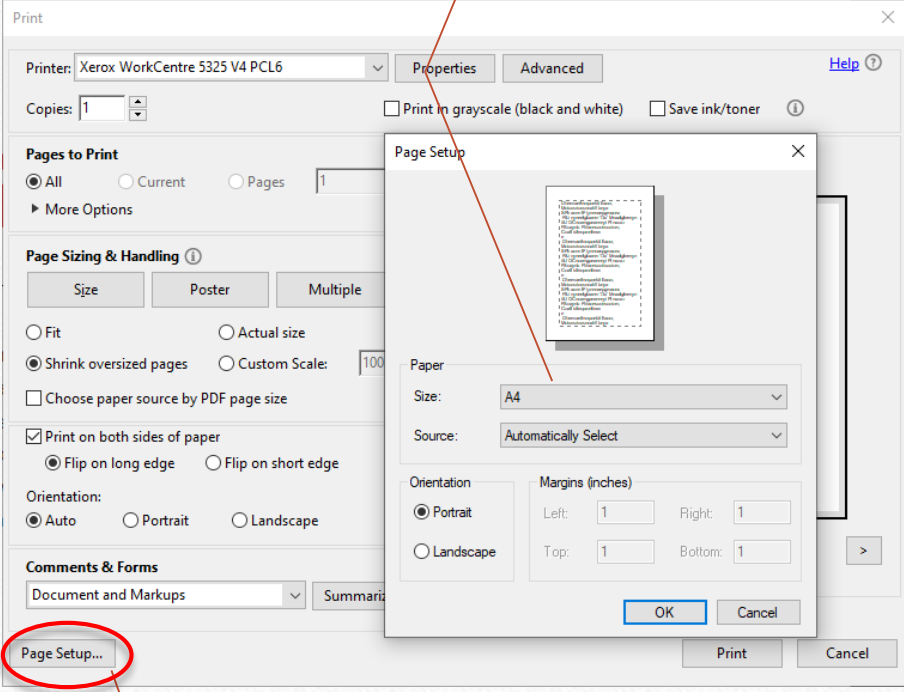 Print
Printer: Xerox WorkCentre 5325 V4 PCL6 Properties Advanced Help
Copies: 1 Print in grayscale (black and white) Save ink/toner
Pages to Print
All Current Pages 1
More Options
Page Sizing & Handling
Size Poster Multiple
Fit Actual size
Shrink oversized pages Custom Scale: 100
Choose paper source by PDF page size
Print on both sides of paper
Flip on long edge Flip on short edge
Orientation:
Auto Portrait Landscape
Comments & Forms
Document and Markups Summariz
Page Setup...
Page Setup
Paper
Size: A4
Source: Automatically Select
Orientation
Portrait
Landscape
Margins (inches)
Left: 1 Right: 1
Top: 1 Bottom: 1
OK Cancel
>
Print Cancel